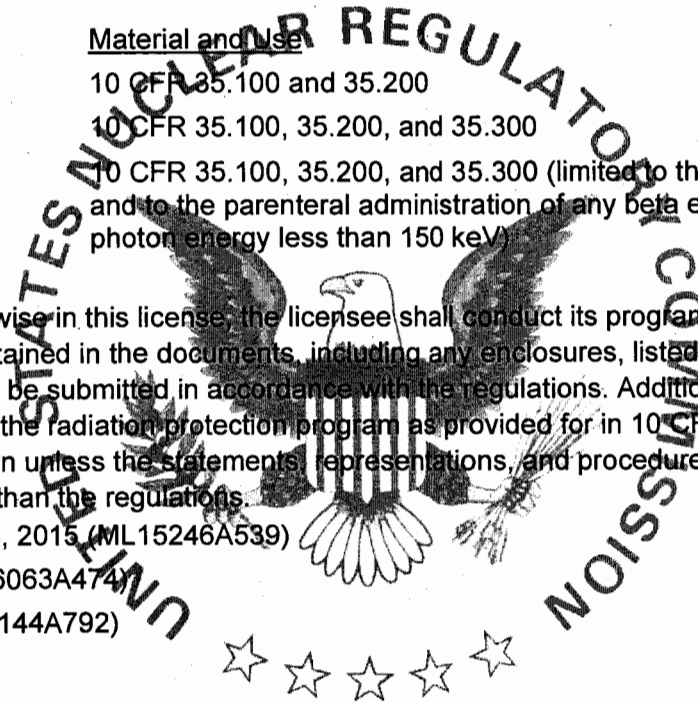 Material and Use
10 CFR 35.100 and 35.200
10 CFR 35.100, 35.200, and 35.300
10 CFR 35.100, 35.200, and 35.300 (limited to th
and to the parenteral administration of any beta e
photon energy less than 150 keV)
wise in this license, the licensee shall conduct its program
tained in the documents, including any enclosures, listed
be submitted in accordance with the regulations. Additio
the radiation protection program as provided for in 10 CF
n unless the statements, representations, and procedure
than the regulations.
, 2015 (ML15246A539)
6063A474)
144A792)
UNITED STATES NUCLEAR REGULATORY COMMISSION